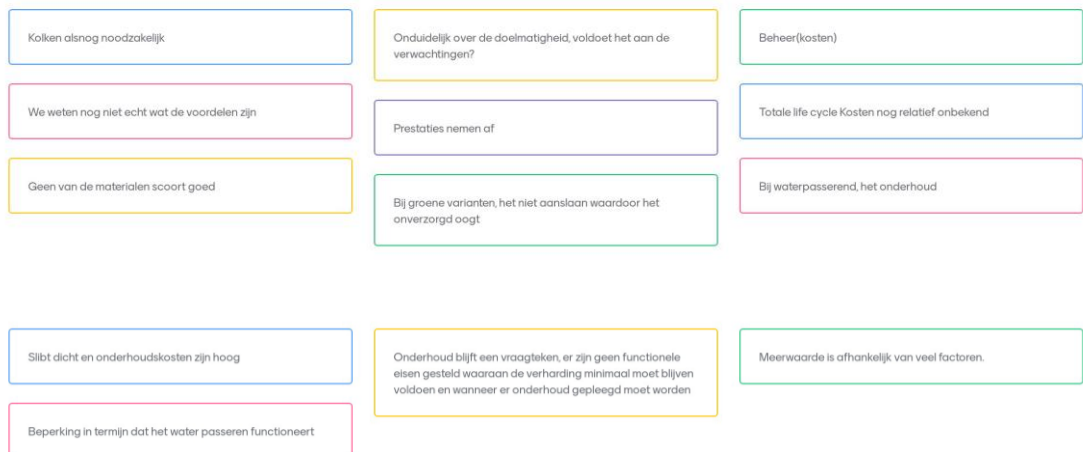 Kolken alsnog noodzakelijk
We weten nog niet echt wat de voordelen zijn
Geen van de materialen scoort goed
Onduidelijk over de doelmatigheid, voldoet het aan de
verwachtingen?
Prestaties nemen af
Bij groene varianten, het niet aanslaan waardoor het
onverzorgd oogt
Beheer(kosten)
Totale life cycle Kosten nog relatief onbekend
Bij waterpasserend, het onderhoud
Slibt dicht en onderhoudskosten zijn hoog
Beperking in termijn dat het water passeren functioneert
Onderhoud blijft een vraagteken, er zijn geen functionele
eisen gesteld waaraan de verharding minimaal moet blijven
voldoen en wanneer er onderhoud gepleegd moet worden
Meerwaarde is afhankelijk van veel factoren.